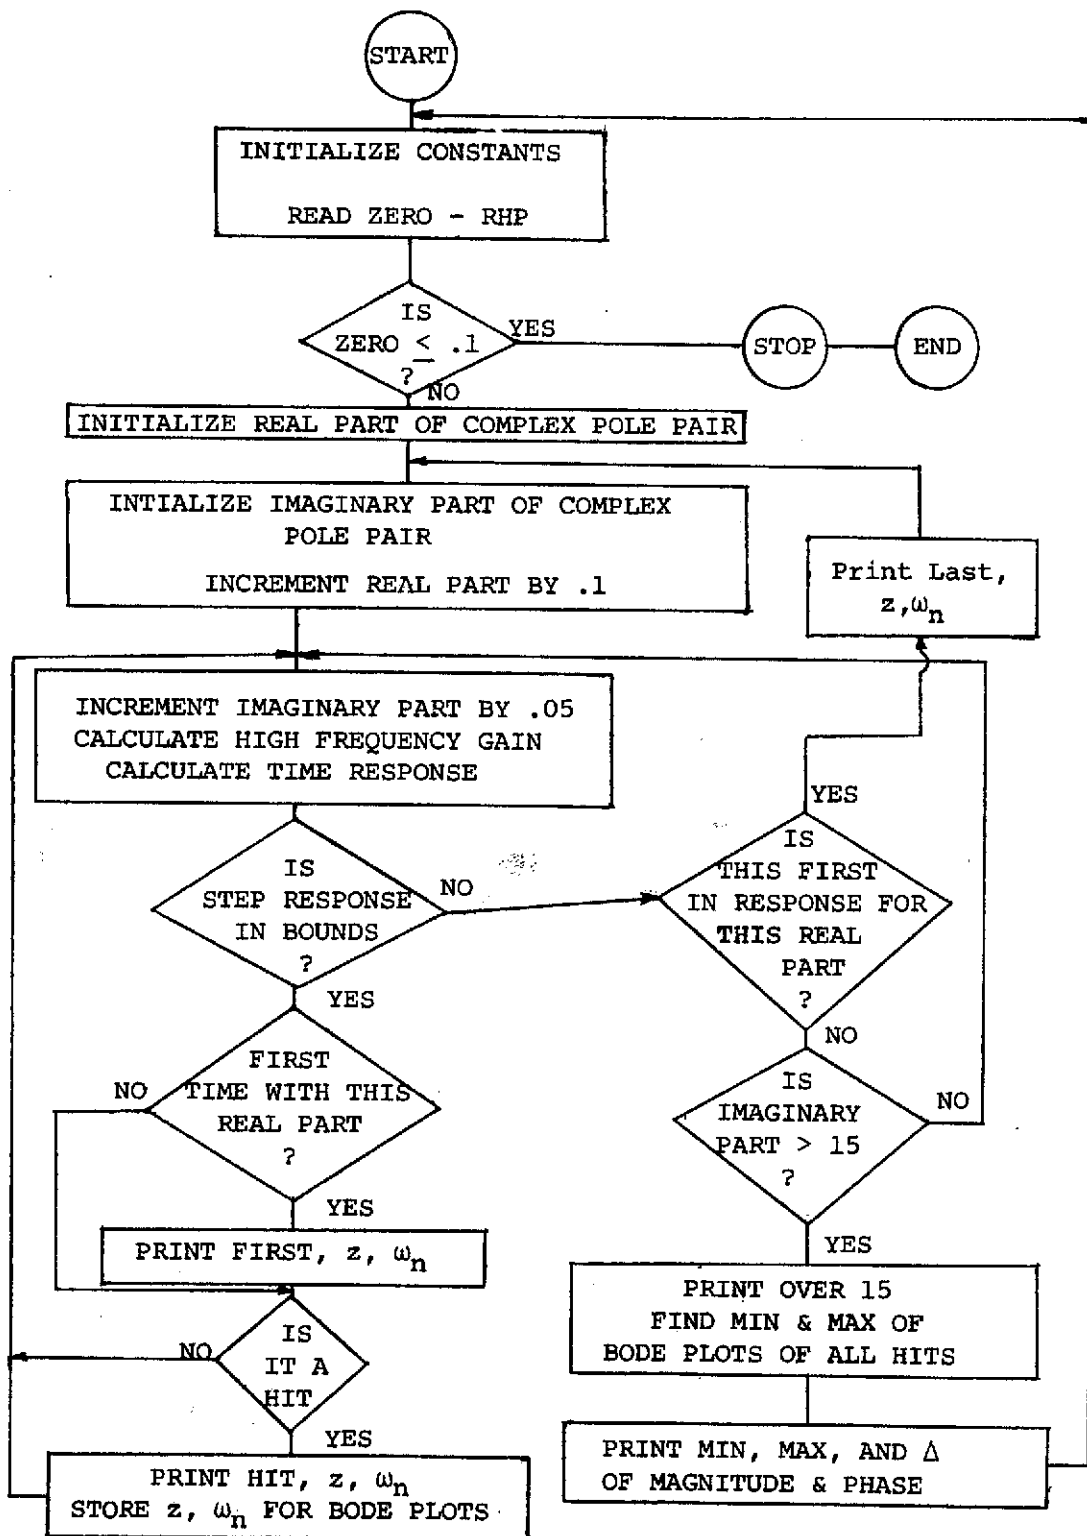 START
INITIALIZE CONSTANTS
READ ZERO - RHP
IS
ZERO ≤ .1
?
YES
STOP
END
NO
INITIALIZE REAL PART OF COMPLEX POLE PAIR
INTIALIZE IMAGINARY PART OF COMPLEX
POLE PAIR
INCREMENT REAL PART BY .1
Print Last,
z,ωn
INCREMENT IMAGINARY PART BY .05
CALCULATE HIGH FREQUENCY GAIN
CALCULATE TIME RESPONSE
IS
STEP RESPONSE
IN BOUNDS
?
NO
YES
YES
IS
THIS FIRST
IN RESPONSE FOR
THIS REAL
PART
?
NO
FIRST
TIME WITH THIS
REAL PART
?
NO
YES
IS
IMAGINARY
PART > 15
?
NO
YES
PRINT FIRST, z, ωn
IS
IT A
HIT
NO
YES
PRINT HIT, z, ωn
STORE z, ωn FOR BODE PLOTS
PRINT OVER 15
FIND MIN & MAX OF
BODE PLOTS OF ALL HITS
PRINT MIN, MAX, AND Δ
OF MAGNITUDE & PHASE